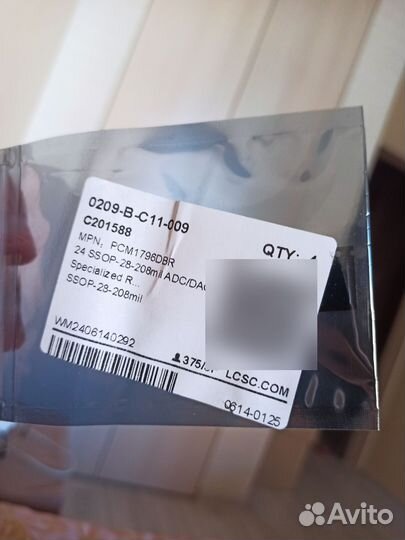 0209-B-C11-009
C201588
QTY:
MPN: PCM1796DBR
24 SSOP-28-208mil ADC/DAC
Specialized R...
SSOP-28-208mil
WM2406140292
LCSC.COM
0614-0125
Avito